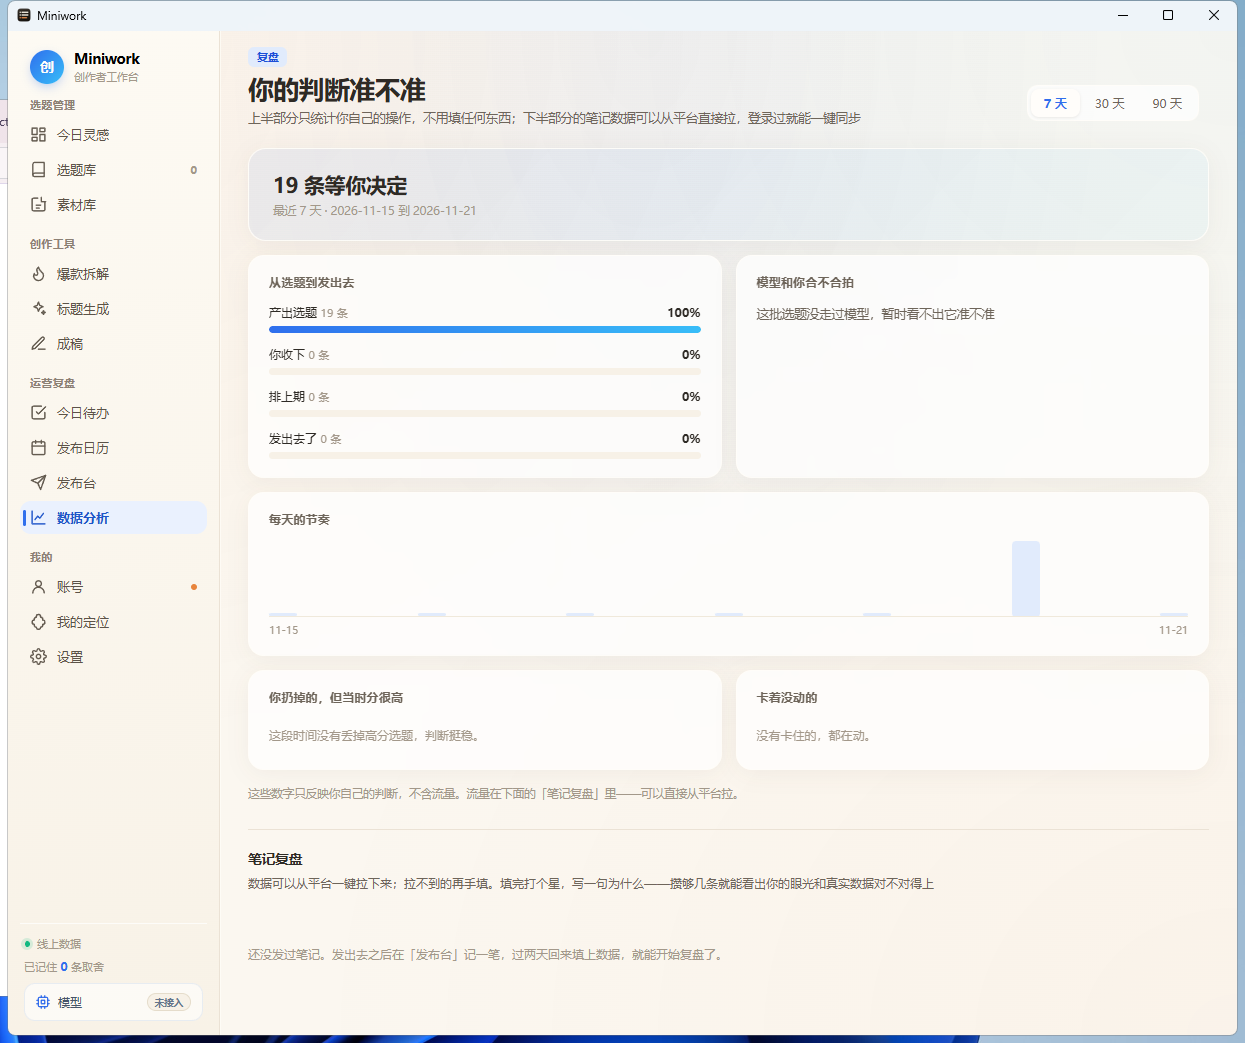 Miniwork
创
Miniwork
创作者工作台
选题管理
今日灵感
选题库 0
素材库
创作工具
爆款拆解
标题生成
成稿
运营复盘
今日待办
发布日历
发布台
数据分析
我的
账号
我的定位
设置
线上数据
已记住 0 条取舍
模型 未接入
复盘
你的判断准不准
上半部分只统计你自己的操作，不用填任何东西；下半部分的笔记数据可以从平台直接拉，登录过就能一键同步
7 天 30 天 90 天
19 条等你决定
最近 7 天 · 2026-11-15 到 2026-11-21
从选题到发出去
产出选题 19 条 100%
你收下 0 条 0%
排上期 0 条 0%
发出去了 0 条 0%
模型和你合不合拍
这批选题没走过模型，暂时看不出它准不准
每天的节奏
11-15 11-21
你扔掉的，但当时分很高
这段时间没有丢掉高分选题，判断挺稳。
卡着没动的
没有卡住的，都在动。
这些数字只反映你自己的判断，不含流量。流量在下面的「笔记复盘」里——可以直接从平台拉。
笔记复盘
数据可以从平台一键拉下来；拉不到的再手填。填完打个星，写一句为什么——攒够几条就能看出你的眼光和真实数据对不对得上
还没发过笔记。发出去之后在「发布台」记一笔，过两天回来填上数据，就能开始复盘了。